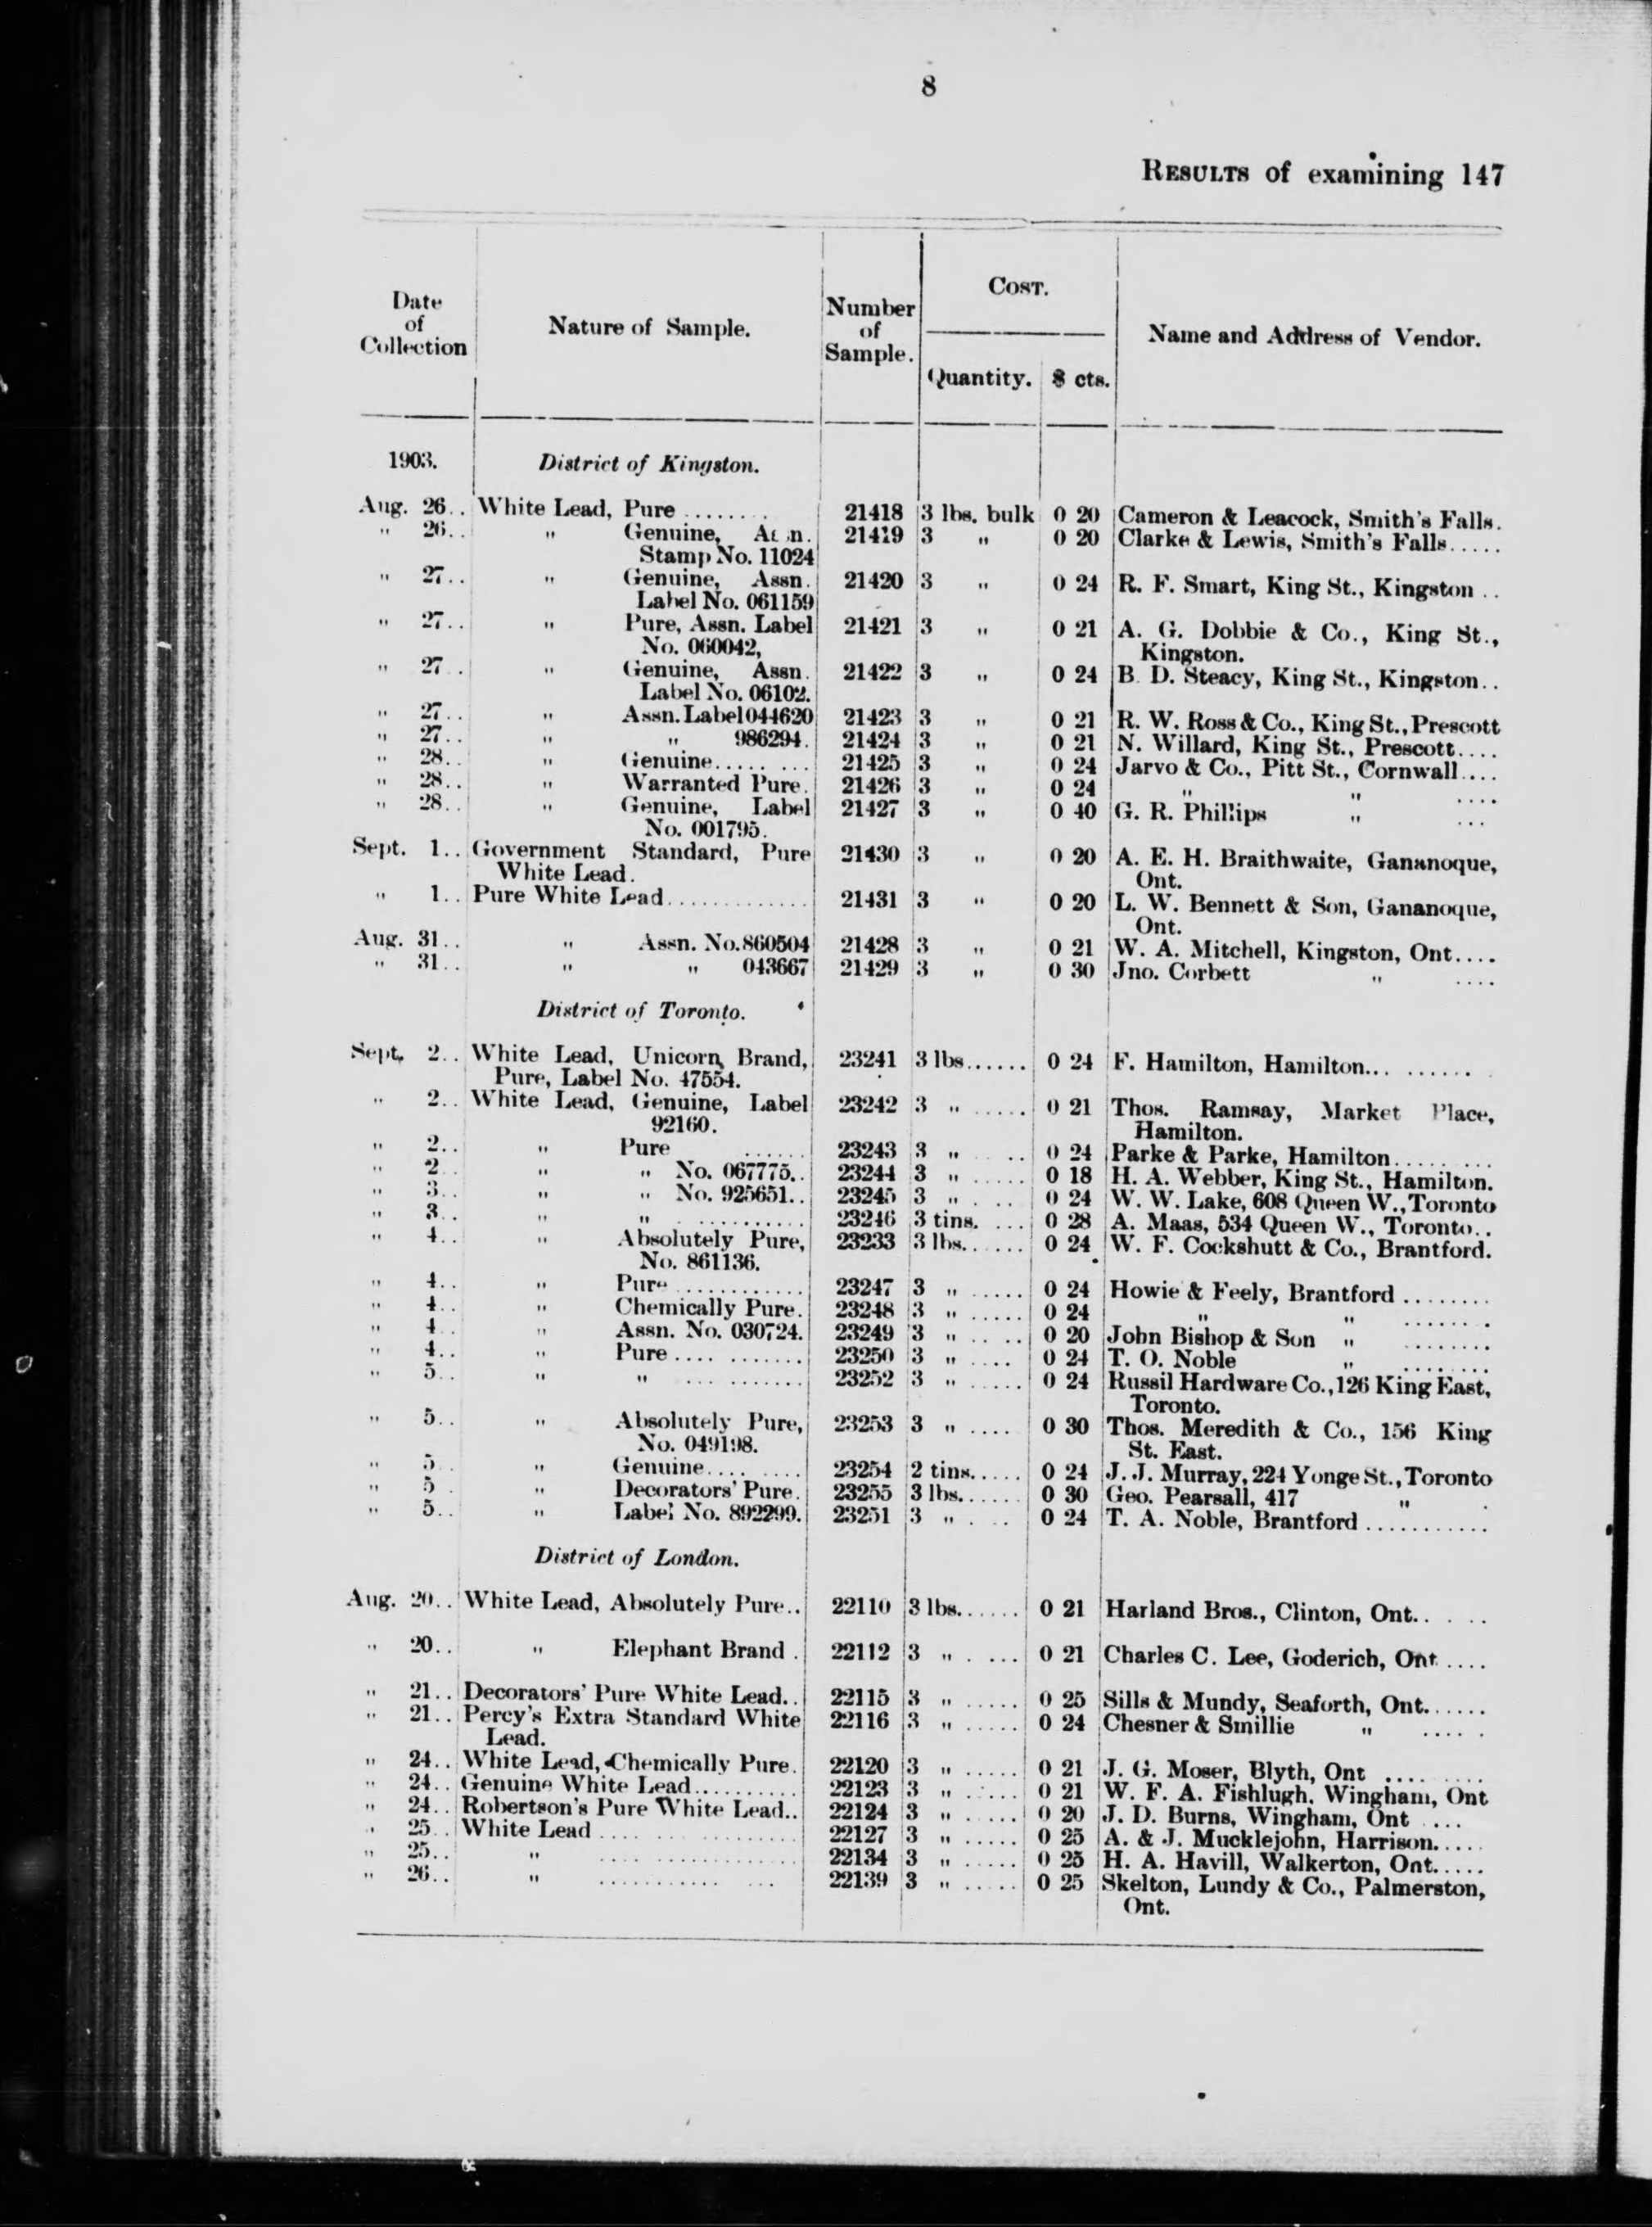 8
RESULTS of examining 147
Date
of
Collection
Nature of Sample.
Number
of
Sample.
COST.
Quantity.
$ cts.
Name and Address of Vendor.
1903.
District of Kingston.
Aug. 26.. White Lead, Pure ........ 21418 3 lbs. bulk 0 20 Cameron & Leacock, Smith's Falls.
" 26.. " Genuine, 21419 3 " 0 20 Clarke & Lewis, Smith's Falls.....
Stamp No. 11024
" 27.. " Genuine, Assn. 21420 3 " 0 24 R. F. Smart, King St., Kingston ..
Label No. 061159
" 27.. " Pure, Assn. Label 21421 3 " 0 21 A. G. Dobbie & Co., King St.,
No. 060042, Kingston.
" 27.. " Genuine, Assn. 21422 3 " 0 24 B. D. Steacy, King St., Kingston..
Label No. 06102.
" 27.. " Assn. Label 044620 21423 3 " 0 21 R. W. Ross & Co., King St., Prescott
" 27.. " " 986294. 21424 3 " 0 21 N. Willard, King St., Prescott....
" 28.. " Genuine........ 21425 3 " 0 24 Jarvo & Co., Pitt St., Cornwall....
" 28.. " Warranted Pure. 21426 3 " 0 24 " " ....
" 28.. " Genuine, Label 21427 3 " 0 40 G. R. Phillips " ...
No. 001795.
Sept. 1.. Government Standard, Pure 21430 3 " 0 20 A. E. H. Braithwaite, Gananoque,
White Lead. Ont.
" 1.. Pure White Lead............. 21431 3 " 0 20 L. W. Bennett & Son, Gananoque,
Ont.
Aug. 31.. " Assn. No. 860504 21428 3 " 0 21 W. A. Mitchell, Kingston, Ont....
" 31.. " " 043667 21429 3 " 0 30 Jno. Corbett " ....
District of Toronto.
Sept. 2.. White Lead, Unicorn Brand, 23241 3 lbs...... 0 24 F. Hamilton, Hamilton..........
Pure, Label No. 47554.
" 2.. White Lead, Genuine, Label 23242 3 " ..... 0 21 Thos. Ramsay, Market Place,
92160. Hamilton.
" 2.. " Pure ...... 23243 3 " .. 0 24 Parke & Parke, Hamilton.........
" 2.. " " No. 067775.. 23244 3 " ...... 0 18 H. A. Webber, King St., Hamilton.
" 3.. " " No. 925651.. 23245 3 " .... 0 24 W. W. Lake, 608 Queen W., Toronto
" 3.. " " ............ 23246 3 tins. .... 0 28 A. Maas, 534 Queen W., Toronto..
" 4.. " Absolutely Pure, 23233 3 lbs...... 0 24 W. F. Cockshutt & Co., Brantford.
No. 861136.
" 4.. " Pure ............ 23247 3 " ...... 0 24 Howie & Feely, Brantford ........
" 4.. " Chemically Pure. 23248 3 " ...... 0 24 " " ........
" 4.. " Assn. No. 030724. 23249 3 " ..... 0 20 John Bishop & Son " ........
" 4.. " Pure............ 23250 3 " .... 0 24 T. O. Noble " ........
" 5.. " " ........... 23252 3 " ..... 0 24 Russil Hardware Co., 126 King East,
Toronto.
" 5.. " Absolutely Pure, 23253 3 " .... 0 30 Thos. Meredith & Co., 156 King
No. 049198. St. East.
" 5.. " Genuine........ 23254 2 tins..... 0 24 J. J. Murray, 224 Yonge St., Toronto
" 5.. " Decorators' Pure. 23255 3 lbs...... 0 30 Geo. Pearsall, 417 " .
" 5.. " Label No. 892299. 23251 3 " .... 0 24 T. A. Noble, Brantford ...........
District of London.
Aug. 20.. White Lead, Absolutely Pure.. 22110 3 lbs...... 0 21 Harland Bros., Clinton, Ont.....
" 20.. " Elephant Brand . 22112 3 " .... 0 21 Charles C. Lee, Goderich, Ont ....
" 21.. Decorators' Pure White Lead.. 22115 3 " ..... 0 25 Sills & Mundy, Seaforth, Ont......
" 21.. Percy's Extra Standard White 22116 3 " ..... 0 24 Chesner & Smillie " .....
Lead.
" 24.. White Lead, Chemically Pure. 22120 3 " ...... 0 21 J. G. Moser, Blyth, Ont .........
" 24.. Genuine White Lead.......... 22123 3 " ...... 0 21 W. F. A. Fishlugh, Wingham, Ont
" 24.. Robertson's Pure White Lead.. 22124 3 " ..... 0 20 J. D. Burns, Wingham, Ont ....
" 25.. White Lead .................. 22127 3 " ...... 0 25 A. & J. Mucklejohn, Harrison.....
" 25.. " .................. 22134 3 " ...... 0 25 H. A. Havill, Walkerton, Ont.....
" 26.. " ........... ... 22139 3 " ..... 0 25 Skelton, Lundy & Co., Palmerston,
Ont.